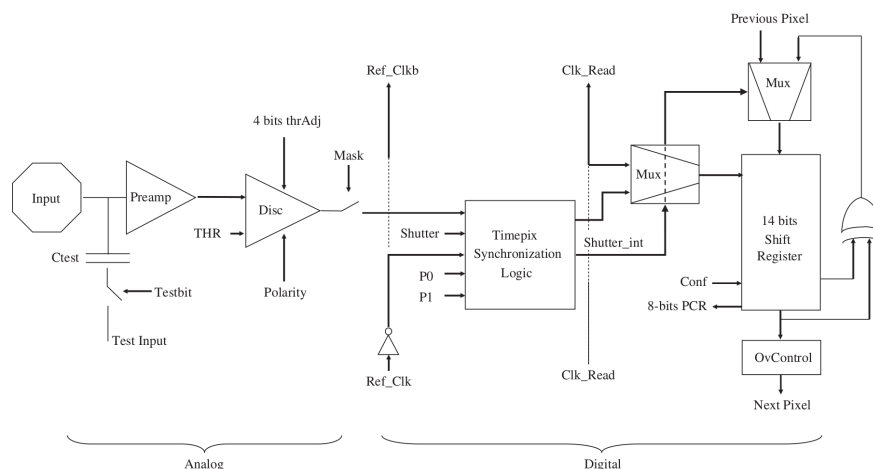 Previous Pixel
Ref_Clkb
Clk_Read
Mux
4 bits thrAdj
Mask
Mux
Input
Preamp
Disc
14 bits
Shift
Register
THR
Shutter
Timepix
Synchronization
Logic
Shutter_int
Ctest
Testbit
Polarity
P0
P1
Conf
8-bits PCR
Test Input
OvControl
Ref_Clk
Clk_Read
Next Pixel
Analog
Digital